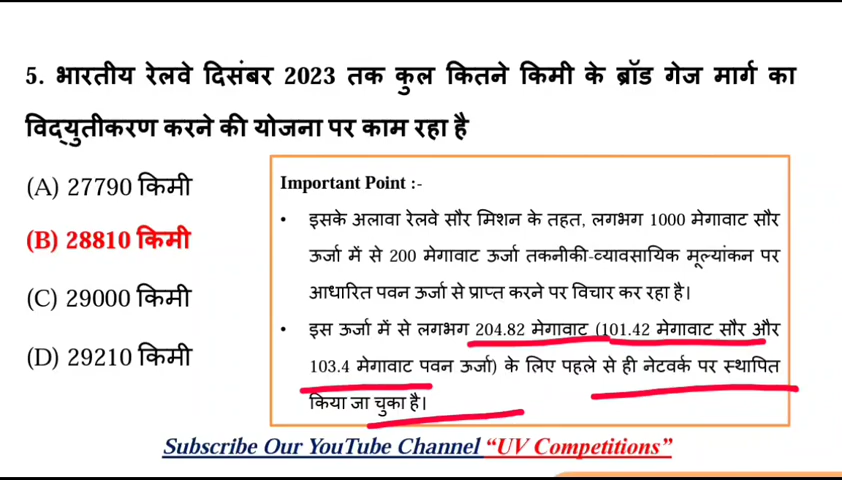 5. भारतीय रेलवे दिसंबर 2023 तक कुल कितने किमी के ब्रॉड गेज मार्ग का
विद्युतीकरण करने की योजना पर काम रहा है
(A) 27790 किमी
(B) 28810 किमी
(C) 29000 किमी
(D) 29210 किमी
Important Point :-
• इसके अलावा रेलवे सौर मिशन के तहत, लगभग 1000 मेगावाट सौर
ऊर्जा में से 200 मेगावाट ऊर्जा तकनीकी-व्यावसायिक मूल्यांकन पर
आधारित पवन ऊर्जा से प्राप्त करने पर विचार कर रहा है।
• इस ऊर्जा में से लगभग 204.82 मेगावाट (101.42 मेगावाट सौर और
103.4 मेगावाट पवन ऊर्जा) के लिए पहले से ही नेटवर्क पर स्थापित
किया जा चुका है।
Subscribe Our YouTube Channel “UV Competitions”